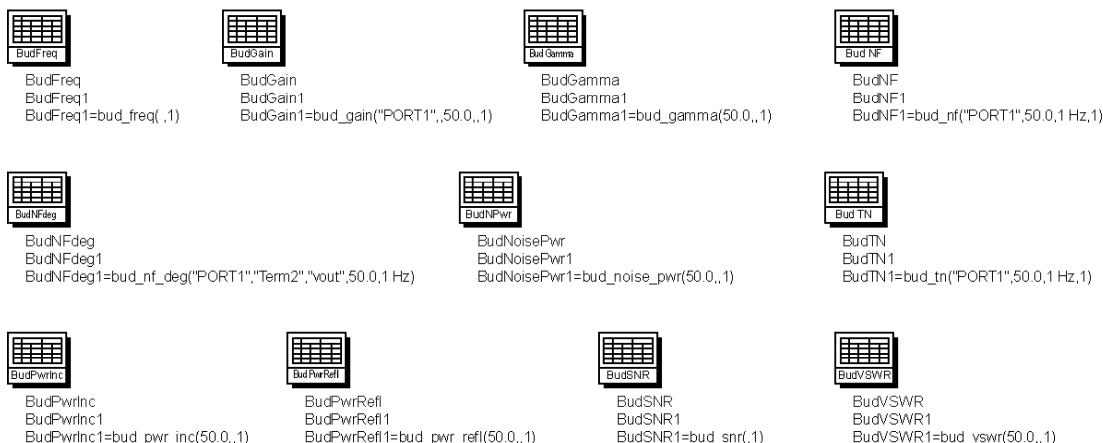 BudFreq
BudGain
Bud Gamma
Bud NF
BudFreq
BudFreq1
BudFreq1=bud_freq( ,1)
BudGain
BudGain1
BudGain1=bud_gain("PORT1",,50.0,,1)
BudGamma
BudGamma1
BudGamma1=bud_gamma(50.0,,1)
BudNF
BudNF1
BudNF1=bud_nf("PORT1",50.0,1 Hz,1)
BudNFdeg
BudNPwr
Bud TN
BudNFdeg
BudNFdeg1
BudNFdeg1=bud_nf_deg("PORT1","Term2","vout",50.0,1 Hz)
BudNoisePwr
BudNoisePwr1
BudNoisePwr1=bud_noise_pwr(50.0,,1)
BudTN
BudTN1
BudTN1=bud_tn("PORT1",50.0,1 Hz,1)
BudPwrInc
Bud PwrRefl
BudSNR
BudVSWR
BudPwrInc
BudPwrInc1
BudPwrInc1=bud_pwr_inc(50.0,,1)
BudPwrRefl
BudPwrRefl1
BudPwrRefl1=bud_pwr_refl(50.0,,1)
BudSNR
BudSNR1
BudSNR1=bud_snr(,1)
BudVSWR
BudVSWR1
BudVSWR1=bud_vswr(50.0,,1)